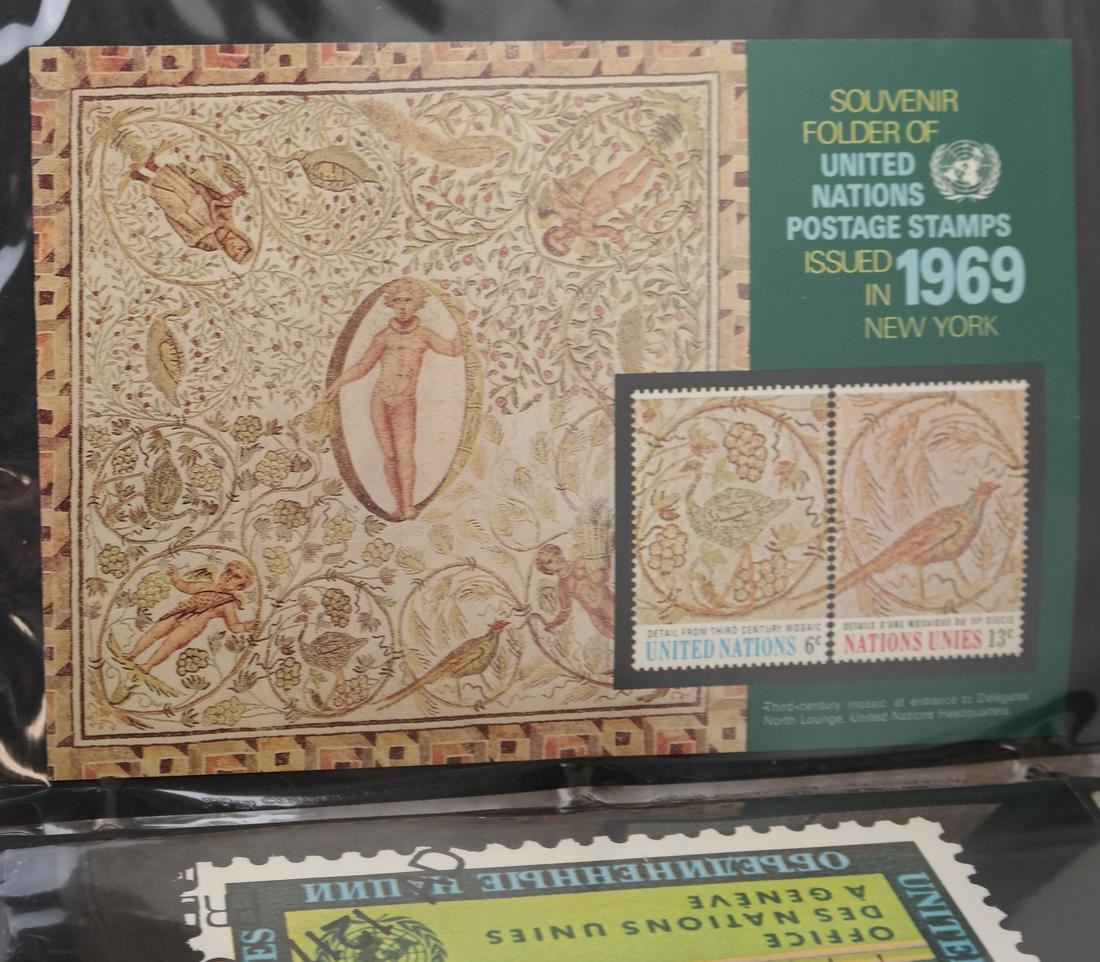 SOUVENIR
FOLDER OF
UNITED
NATIONS
POSTAGE STAMPS
ISSUED
IN 1969
NEW YORK
DETAIL FROM THIRD CENTURY MOSAIC
UNITED NATIONS 6c
DETAILS D'UNE MOSAIQUE DU IIIe SIECLE
NATIONS UNIES 13c
Third-century mosaic at entrance to Delegates'
North Lounge, United Nations Headquarters.
ОБЪЕДИНЕННЫЕ НАЦИИ
OFFICE
DES NATIONS UNIES
À GENÈVE